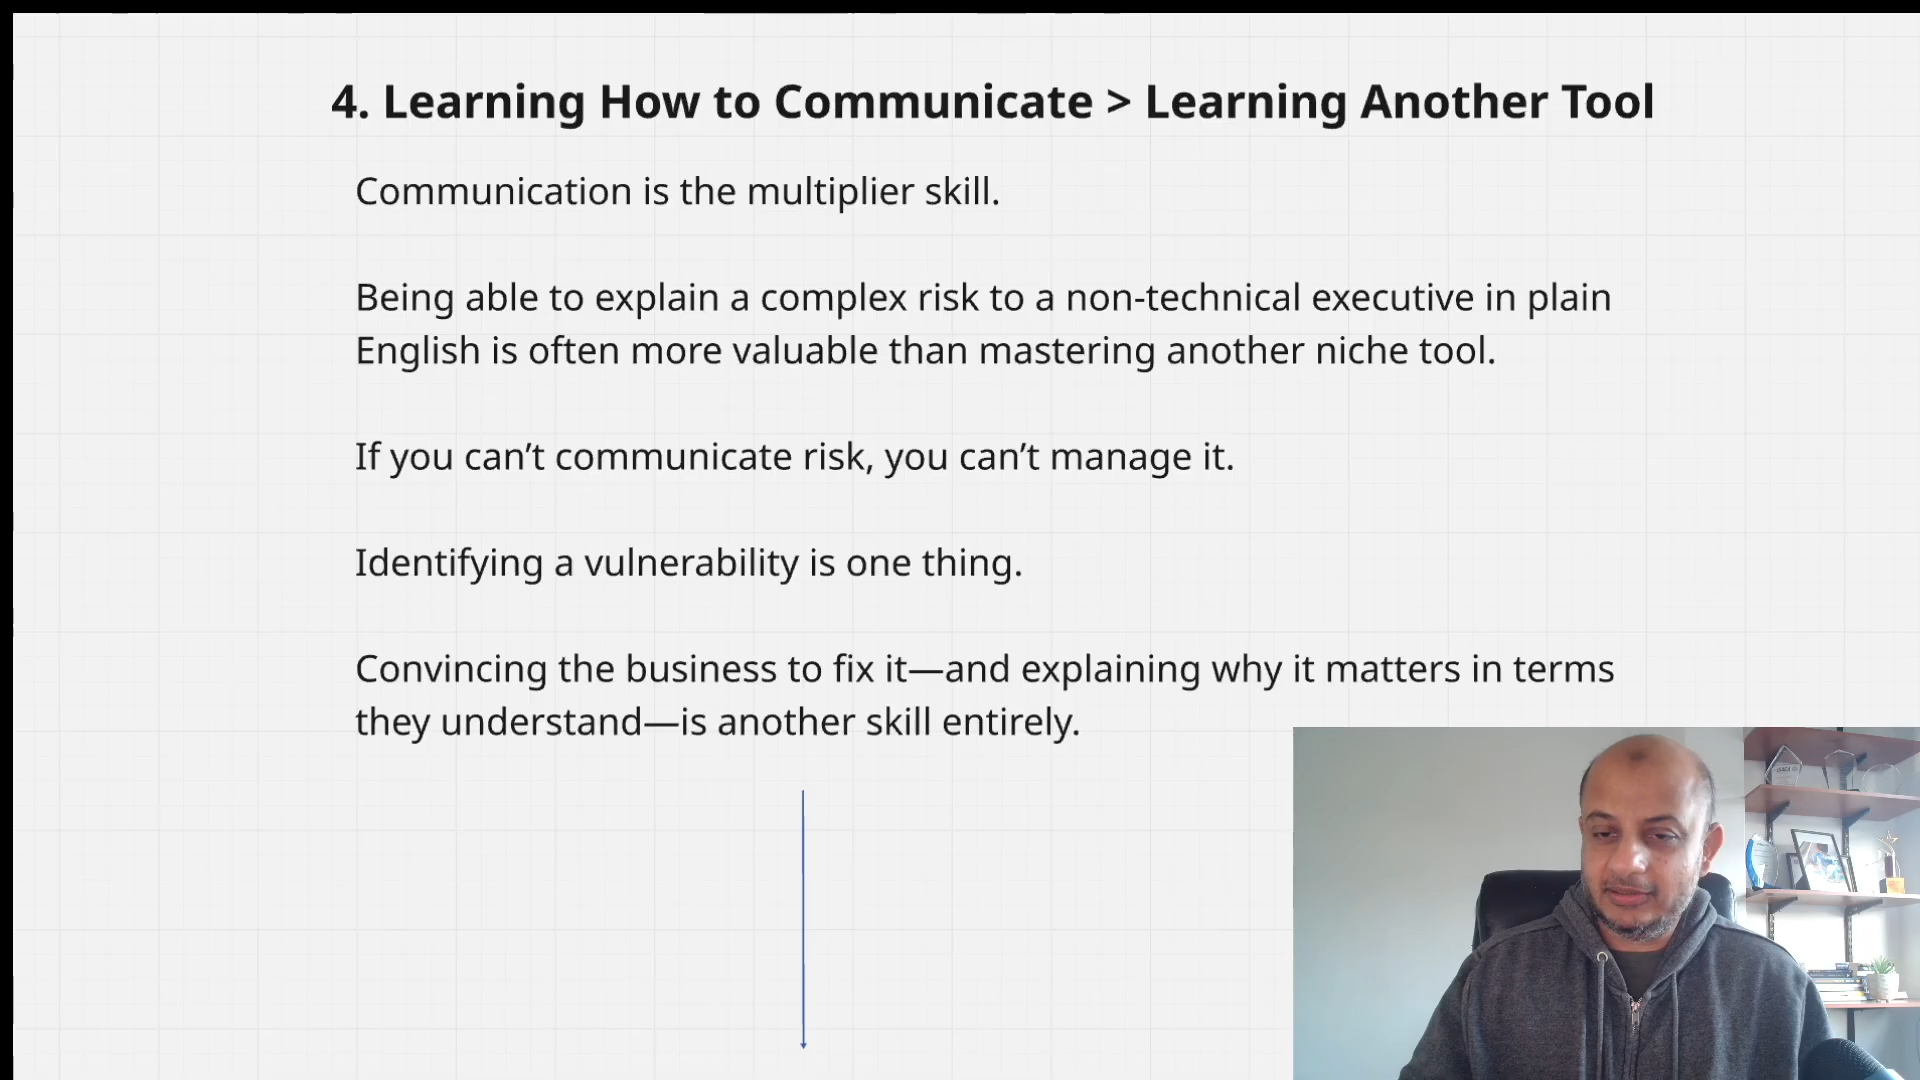 4. Learning How to Communicate > Learning Another Tool
Communication is the multiplier skill.
Being able to explain a complex risk to a non-technical executive in plain
English is often more valuable than mastering another niche tool.
If you can’t communicate risk, you can’t manage it.
Identifying a vulnerability is one thing.
Convincing the business to fix it—and explaining why it matters in terms
they understand—is another skill entirely.